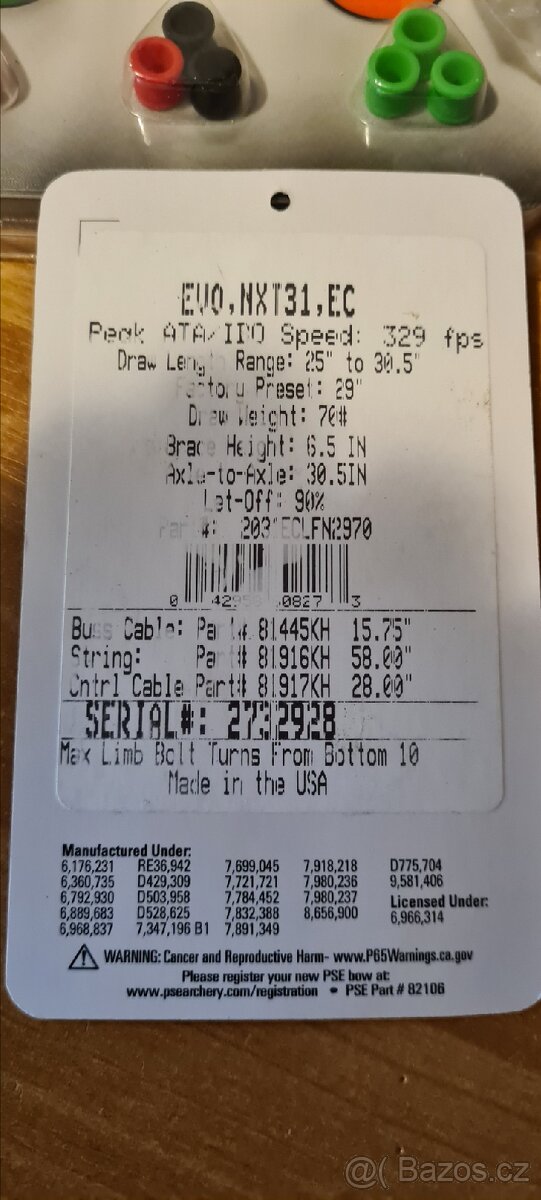 EVO,NXT31,EC
Peak ATA/IBO Speed: 329 fps
Draw Leng Range: 25" to 30.5"
Factory Preset: 29"
Draw Weight: 70#
Brace Height: 6.5 IN
Axle-to-Axle: 30.5IN
Let-Off: 90%
#:
0 3
Buss Cable: Part# 81445KH 15.75"
String: Part# 81916KH 58.00"
Cntrl Cable Part# 81917KH 28.00"
SERIAL#:
Max Limb Bolt Turns From Bottom 10
Made in the USA
Manufactured Under:
6,176,231 RE36,942 7,699,045 7,918,218 D775,704
6,360,735 D429,309 7,721,721 7,980,236 9,581,406
6,792,930 D503,958 7,784,452 7,980,237 Licensed Under:
6,889,683 D528,625 7,832,388 8,656,900 6,966,314
6,968,837 7,347,196 B1 7,891,349
WARNING: Cancer and Reproductive Harm- www.P65Warnings.ca.gov
Please register your new PSE bow at:
www.psearchery.com/registration • PSE Part # 82106
@( Bazos.cz